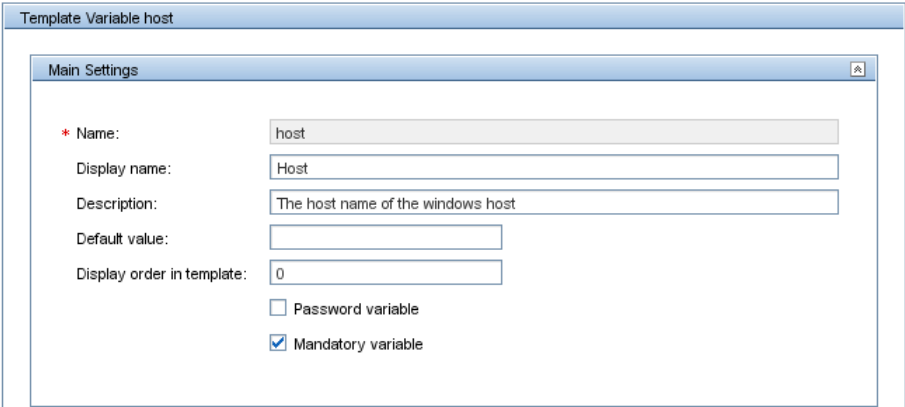 Template Variable host
Main Settings
* Name: host
Display name: Host
Description: The host name of the windows host
Default value:
Display order in template: 0
Password variable
Mandatory variable